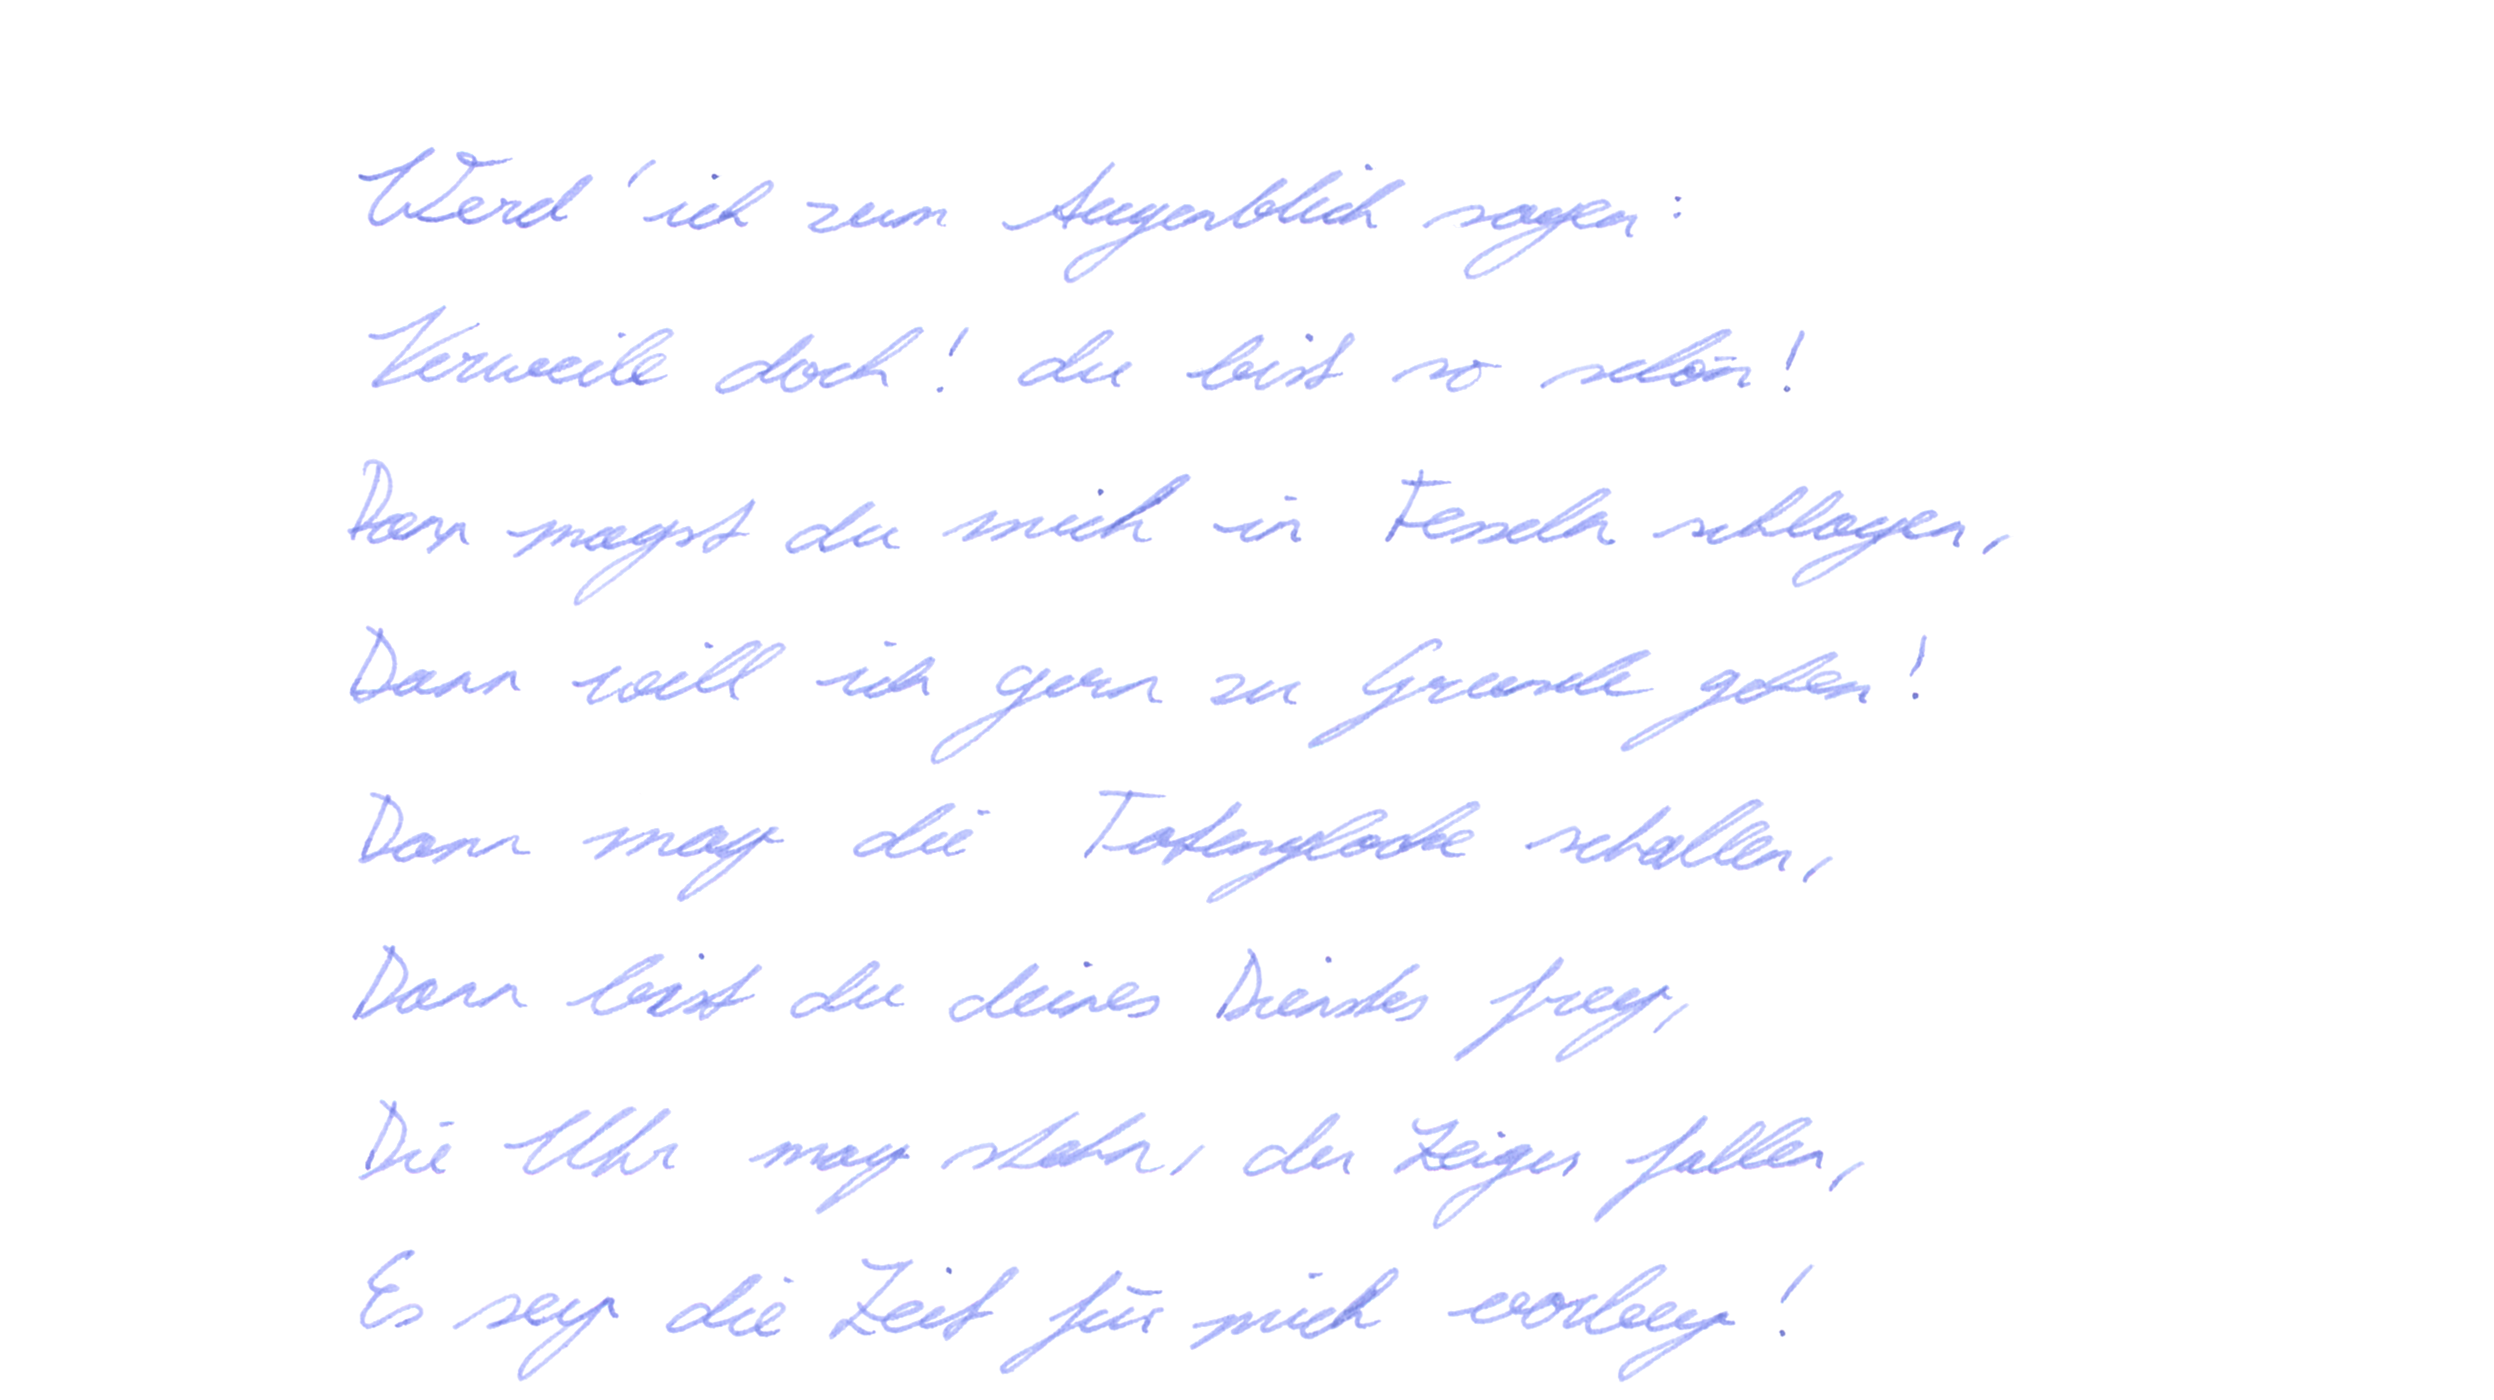 Werd' ich zum Augenblick sagen:
Verweile doch! du bist so schön!
Dann magst du mich in Fesseln schlagen,
Dann will ich gern zu Grunde gehen!
Dann mag die Todtenglocke schallen,
Dann bist du deines Dienstes frey,
Die Uhr mag stehn, der Zeiger fallen,
Es sey die Zeit für mich vorbey!